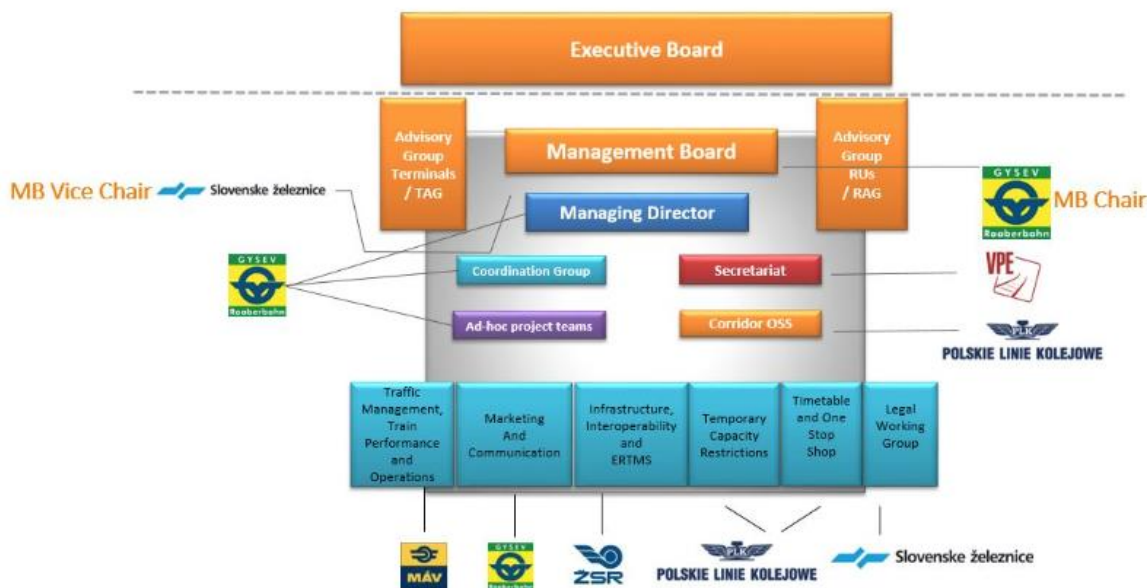 Executive Board
Advisory
Group
Terminals
/ TAG
Management Board
Advisory
Group
RUs
/ RAG
MB Vice Chair
Slovenske železnice
Managing Director
GYSEV
Raaberbahn
MB Chair
GYSEV
Raaberbahn
Coordination Group
Secretariat
VPE
Ad-hoc project teams
Corridor OSS
PLK
POLSKIE LINIE KOLEJOWE
Traffic
Management,
Train
Performance
and
Operations
Marketing
And
Communication
Infrastructure,
Interoperability
and
ERTMS
Temporary
Capacity
Restrictions
Timetable
and One
Stop
Shop
Legal
Working
Group
MÁV
GYSEV
Raaberbahn
ŽSR
PLK
POLSKIE LINIE KOLEJOWE
Slovenske železnice